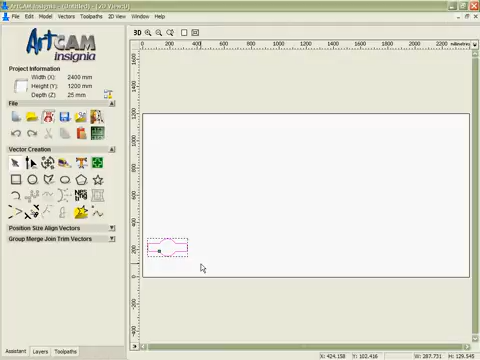 ArtCAM Insignia - [Untitled] - [2D View:1]
File Edit Model Vectors Toolpaths 2D View Window Help
3D
0 200 400 600 800 1000 1200 1400 1600 1800 2000 2200 2400
1600
1400
1200
1000
800
600
400
200
0
ArtCAM
Insignia
Project Information
Width (X): 2400 mm
Height (Y): 1200 mm
Depth (Z): 25 mm
File
Vector Creation
Position Size Align Vectors
Group Merge Join Trim Vectors
Assistant Layers Toolpaths
X: 424.158 Y: 102.416 W: 287.731 H: 129.545